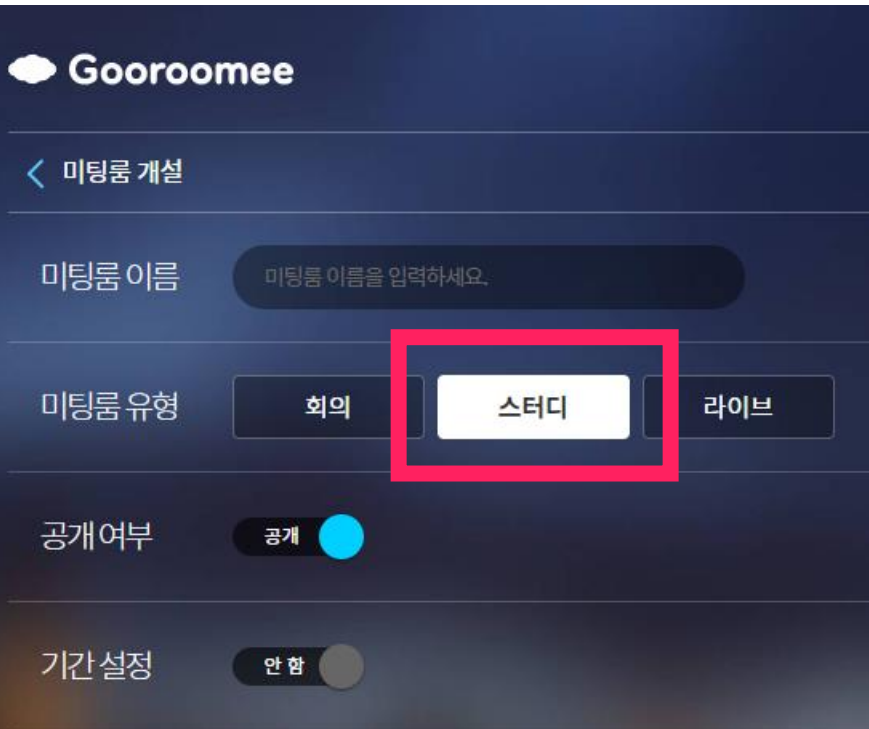 Gooroomee
미팅룸 개설
미팅룸 이름 미팅룸 이름을 입력하세요.
미팅룸 유형 회의 스터디 라이브
공개 여부 공개
기간 설정 안 함